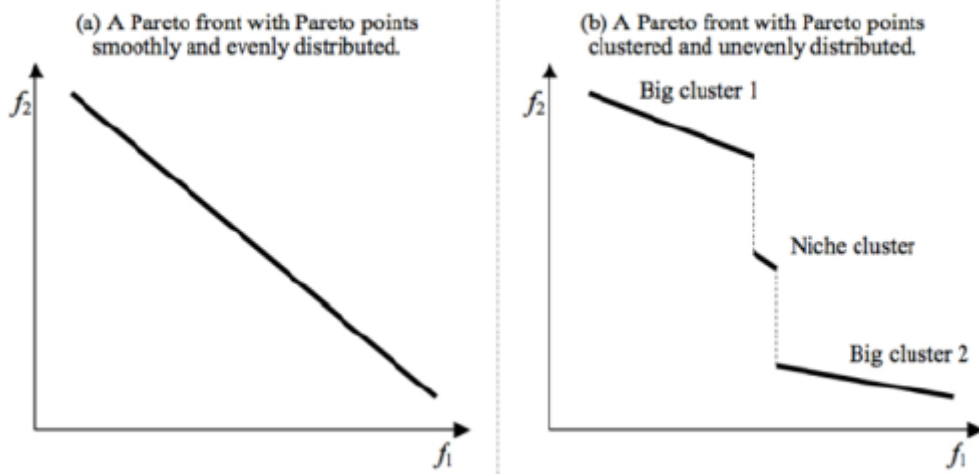 (a) A Pareto front with Pareto points
smoothly and evenly distributed.
f₂
f₁
(b) A Pareto front with Pareto points
clustered and unevenly distributed.
f₂
Big cluster 1
Niche cluster
Big cluster 2
f₁